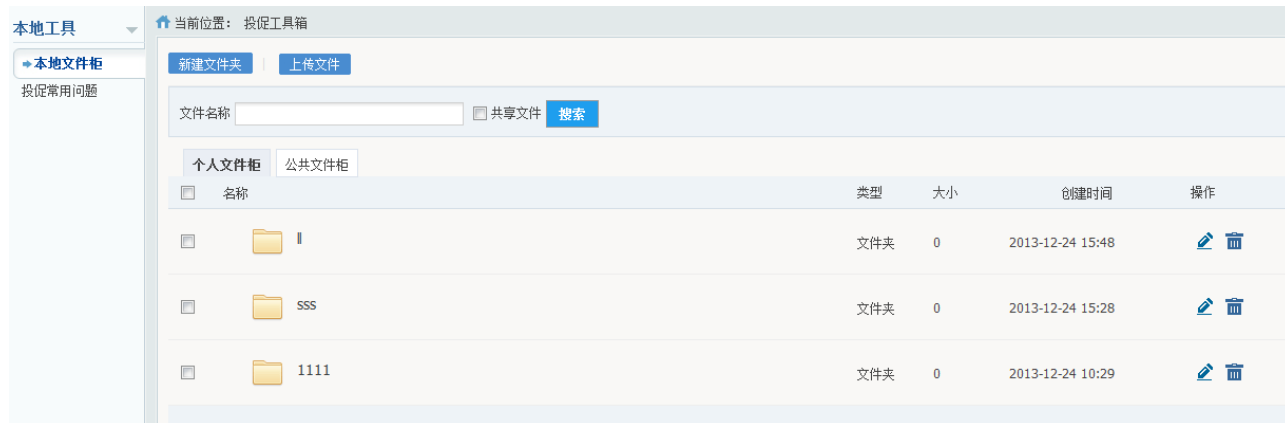 本地工具
当前位置： 投促工具箱
本地文件柜
投促常用问题
新建文件夹 | 上传文件
文件名称 共享文件 搜索
个人文件柜 公共文件柜
名称 类型 大小 创建时间 操作
ll 文件夹 0 2013-12-24 15:48
sss 文件夹 0 2013-12-24 15:28
1111 文件夹 0 2013-12-24 10:29